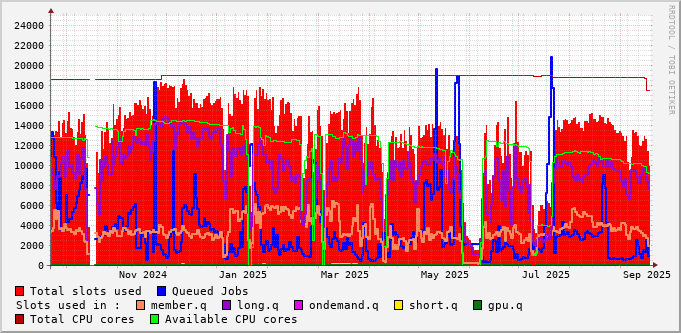 24000
22000
20000
18000
16000
14000
12000
10000
8000
6000
4000
2000
0
Nov 2024 Jan 2025 Mar 2025 May 2025 Jul 2025 Sep 2025
Total slots used Queued Jobs
Slots used in : member.q long.q ondemand.q short.q gpu.q
Total CPU cores Available CPU cores
RRDTOOL / TOBI OETIKER